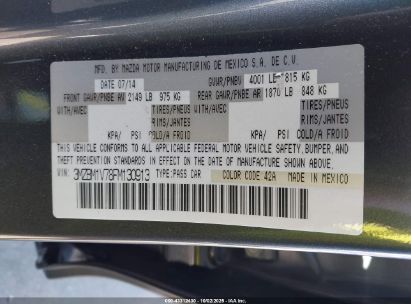 MFD. BY MAZDA MOTOR MANUFACTURING DE MEXICO S.A. DE C.V.
DATE 07/14 GVWR/PNBV 4001 LB 1815 KG
FRONT GAWR/PNBE AV 2149 LB 975 KG REAR GAWR/PNBE AR 1870 LB 848 KG
WITH/AVEC TIRES/PNEUS WITH/AVEC TIRES/PNEUS
RIMS/JANTES RIMS/JANTES
KPA/ PSI COLD/A FROID KPA/ PSI COLD/A FROID
THIS VEHICLE CONFORMS TO ALL APPLICABLE FEDERAL MOTOR VEHICLE SAFETY, BUMPER, AND
THEFT PREVENTION STANDARDS IN EFFECT ON THE DATE OF MANUFACTURE SHOWN ABOVE.
VIN: 3MZBM1V78FM130913 TYPE:PASS CAR COLOR CODE 42A MADE IN MEXICO